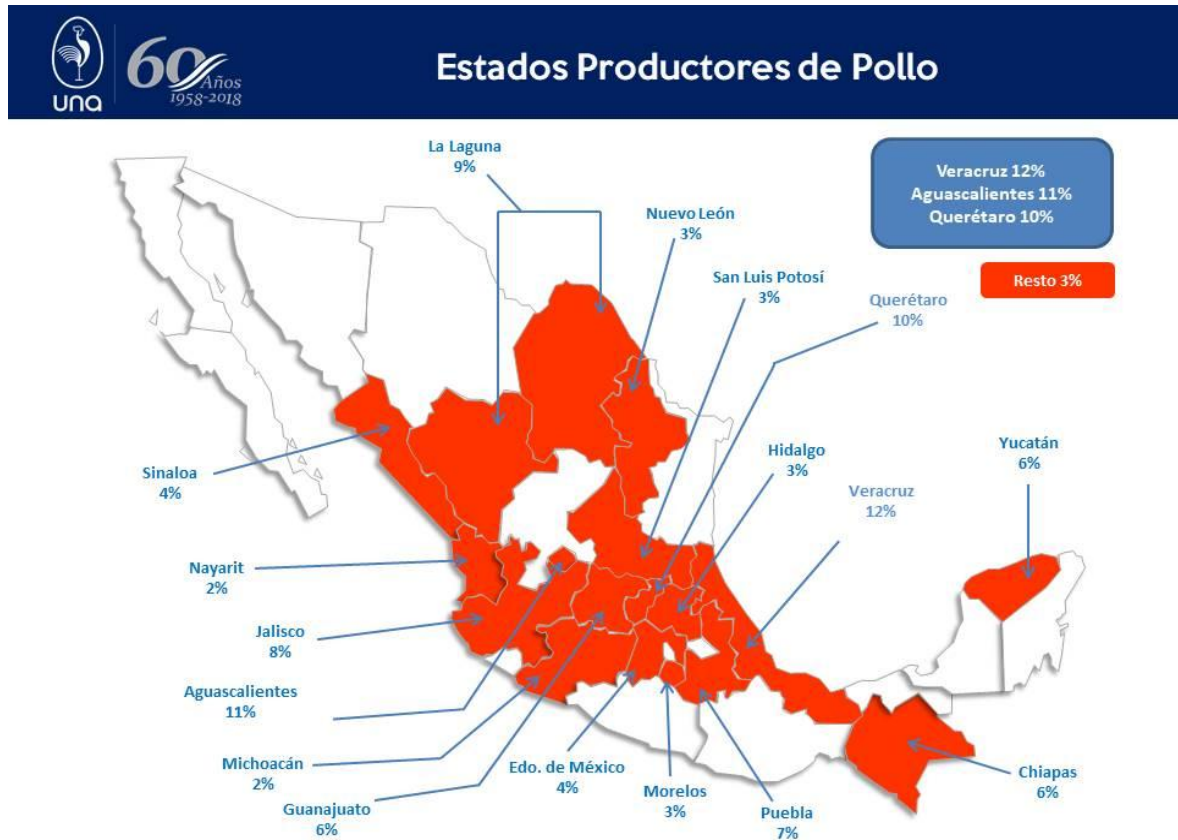 una
60 Años
1958-2018
Estados Productores de Pollo
La Laguna
9%
Veracruz 12%
Aguascalientes 11%
Querétaro 10%
Nuevo León
3%
San Luis Potosí
3%
Resto 3%
Querétaro
10%
Sinaloa
4%
Hidalgo
3%
Yucatán
6%
Veracruz
12%
Nayarit
2%
Jalisco
8%
Aguascalientes
11%
Michoacán
2%
Guanajuato
6%
Edo. de México
4%
Morelos
3%
Puebla
7%
Chiapas
6%